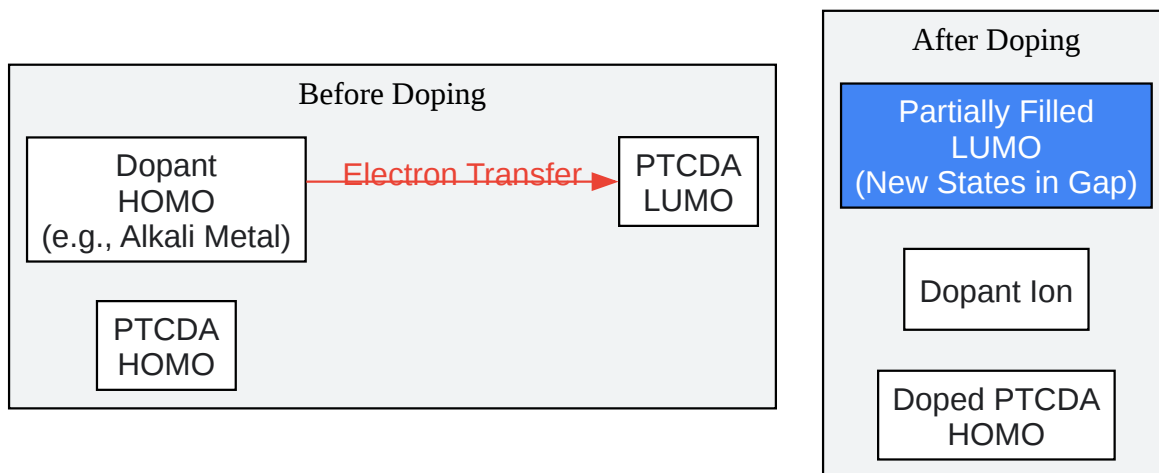 Before Doping
Dopant
HOMO
(e.g., Alkali Metal)
Electron Transfer
PTCDA
LUMO
PTCDA
HOMO
After Doping
Partially Filled
LUMO
(New States in Gap)
Dopant Ion
Doped PTCDA
HOMO